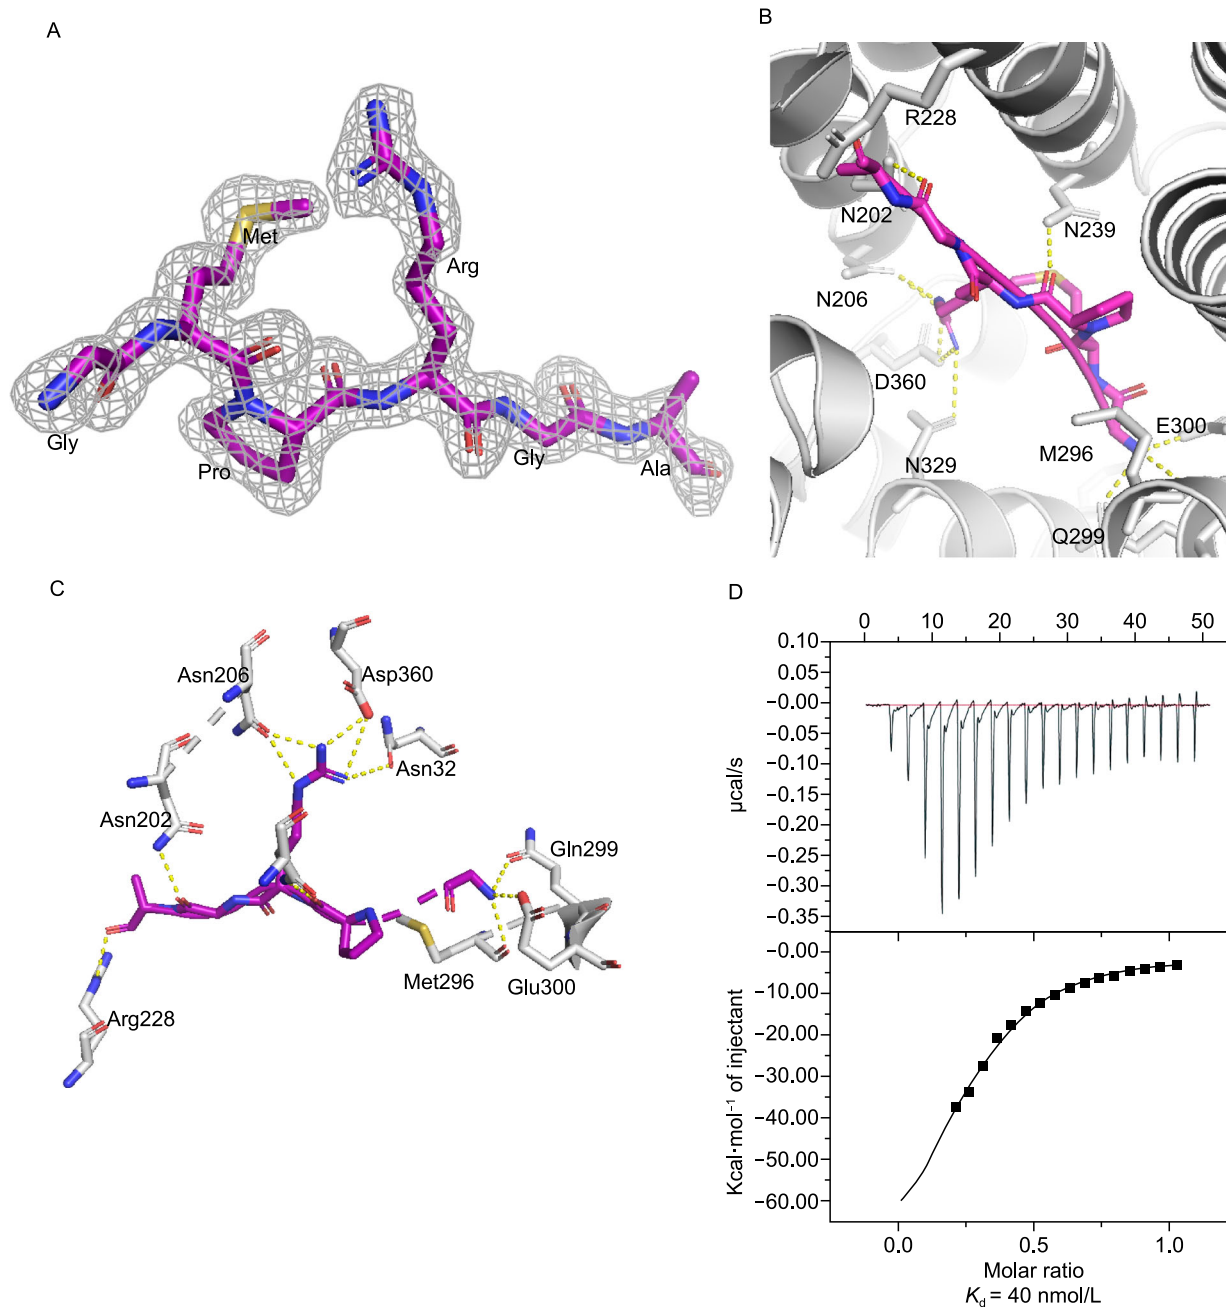 A
Met
Arg
Gly
Pro
Gly
Ala
B
R228
N202
N239
N206
D360
N329
M296
E300
Q299
C
Asn206
Asp360
Asn32
Asn202
Gln299
Met296
Glu300
Arg228
D
0 10 20 30 40 50
0.10
0.05
−0.00
−0.05
−0.10
−0.15
−0.20
−0.25
−0.30
−0.35
µcal/s
−0.00
−10.00
−20.00
−30.00
−40.00
−50.00
−60.00
Kcal·mol⁻¹ of injectant
0.0 0.5 1.0
Molar ratio
Kd = 40 nmol/L